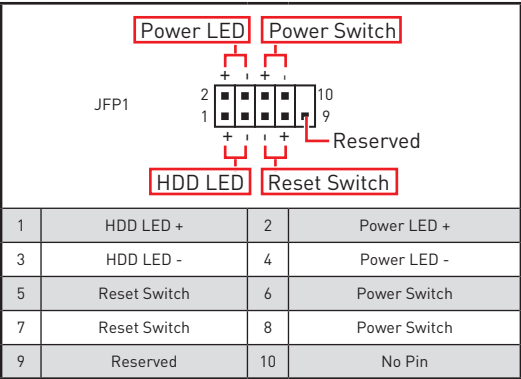 Power LED Power Switch
+ - + -
JFP1
2 10
1 9
+ - - +
Reserved
HDD LED Reset Switch
1 HDD LED + 2 Power LED +
3 HDD LED - 4 Power LED -
5 Reset Switch 6 Power Switch
7 Reset Switch 8 Power Switch
9 Reserved 10 No Pin